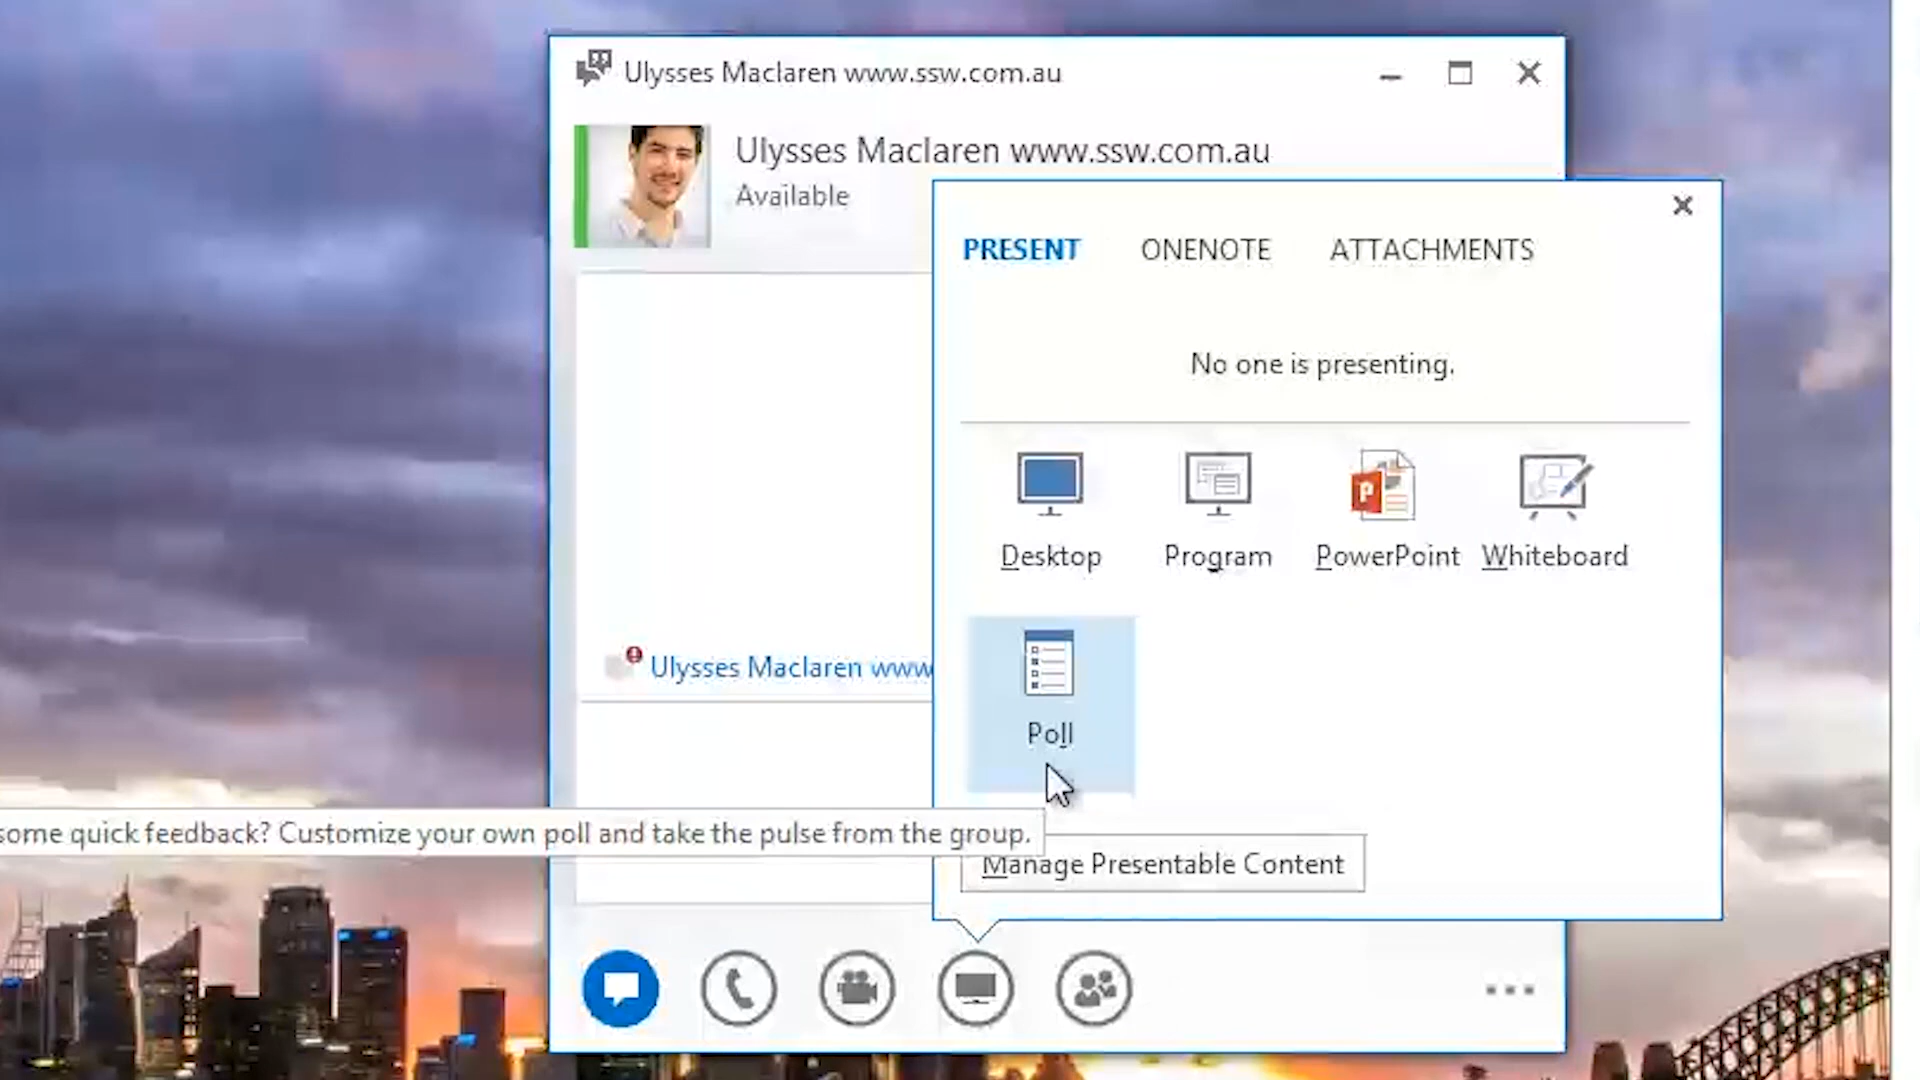 Ulysses Maclaren www.ssw.com.au
Ulysses Maclaren www.ssw.com.au
Available
PRESENT ONENOTE ATTACHMENTS
No one is presenting.
Desktop Program PowerPoint Whiteboard
Ulysses Maclaren www
Poll
some quick feedback? Customize your own poll and take the pulse from the group.
Manage Presentable Content